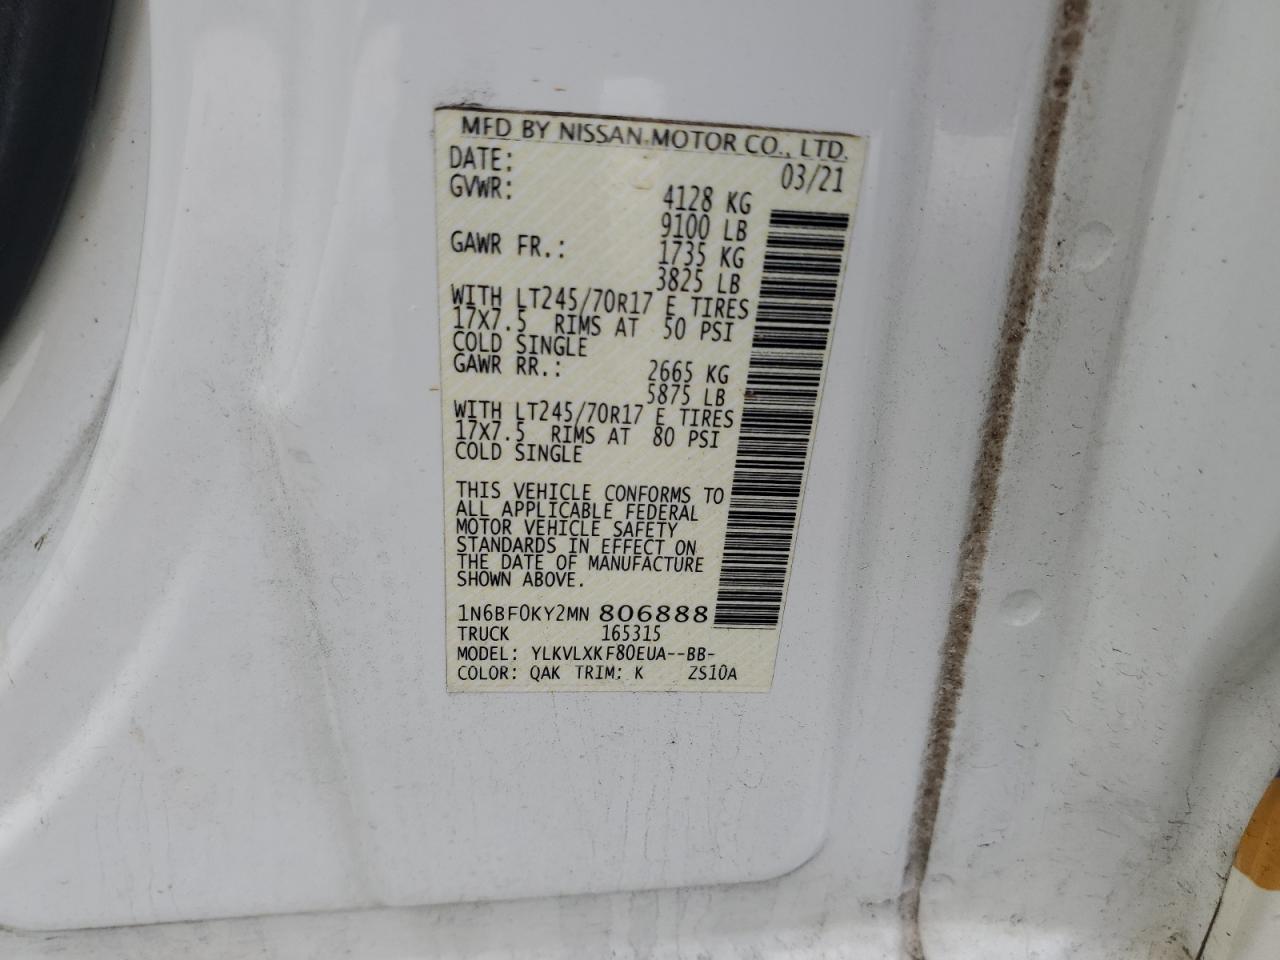 MFD BY NISSAN MOTOR CO., LTD.
DATE: 03/21
GVWR: 4128 KG
9100 LB
GAWR FR.: 1735 KG
3825 LB
WITH LT245/70R17 E TIRES
17X7.5 RIMS AT 50 PSI
COLD SINGLE
GAWR RR.: 2665 KG
5875 LB
WITH LT245/70R17 E TIRES
17X7.5 RIMS AT 80 PSI
COLD SINGLE
THIS VEHICLE CONFORMS TO
ALL APPLICABLE FEDERAL
MOTOR VEHICLE SAFETY
STANDARDS IN EFFECT ON
THE DATE OF MANUFACTURE
SHOWN ABOVE.
1N6BF0KY2MN 806888
TRUCK 165315
MODEL: YLKVLXKF80EUA--BB-
COLOR: QAK TRIM: K ZS10A